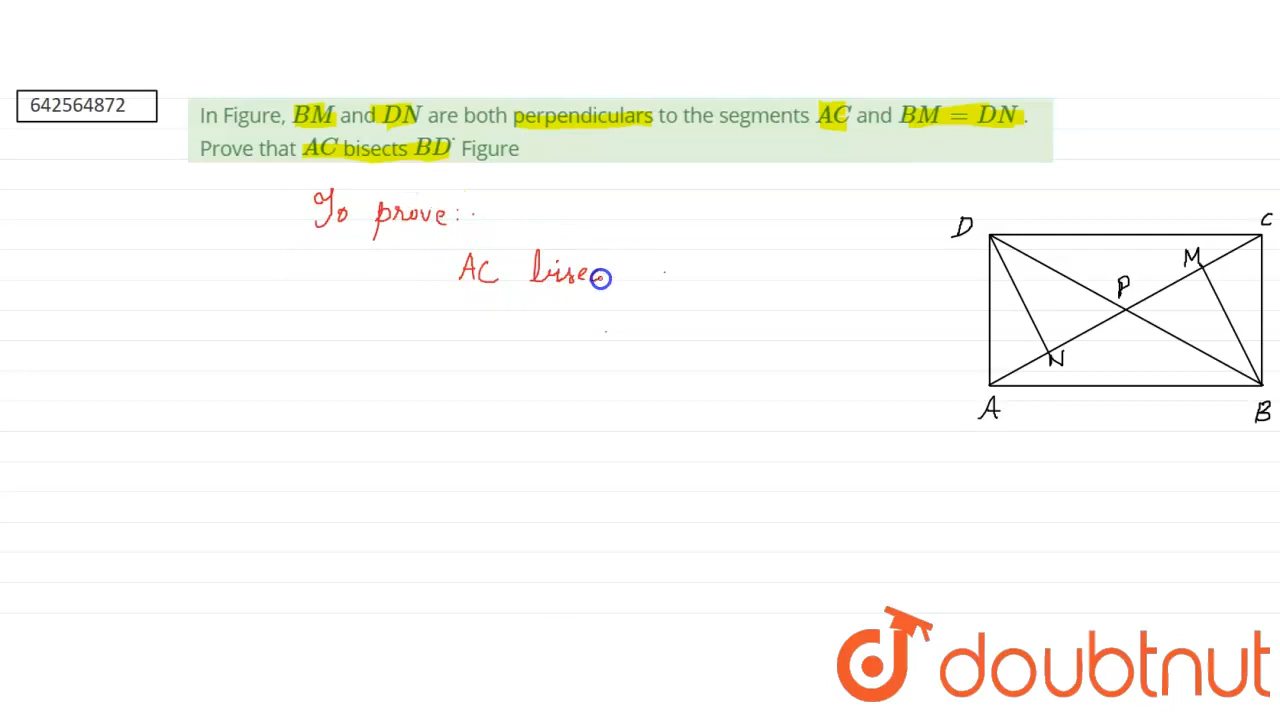 642564872
In Figure, BM and DN are both perpendiculars to the segments AC and BM = DN .
Prove that AC bisects BD˙ Figure
To prove:
AC bise
D
C
M
P
N
A
B
doubtnut